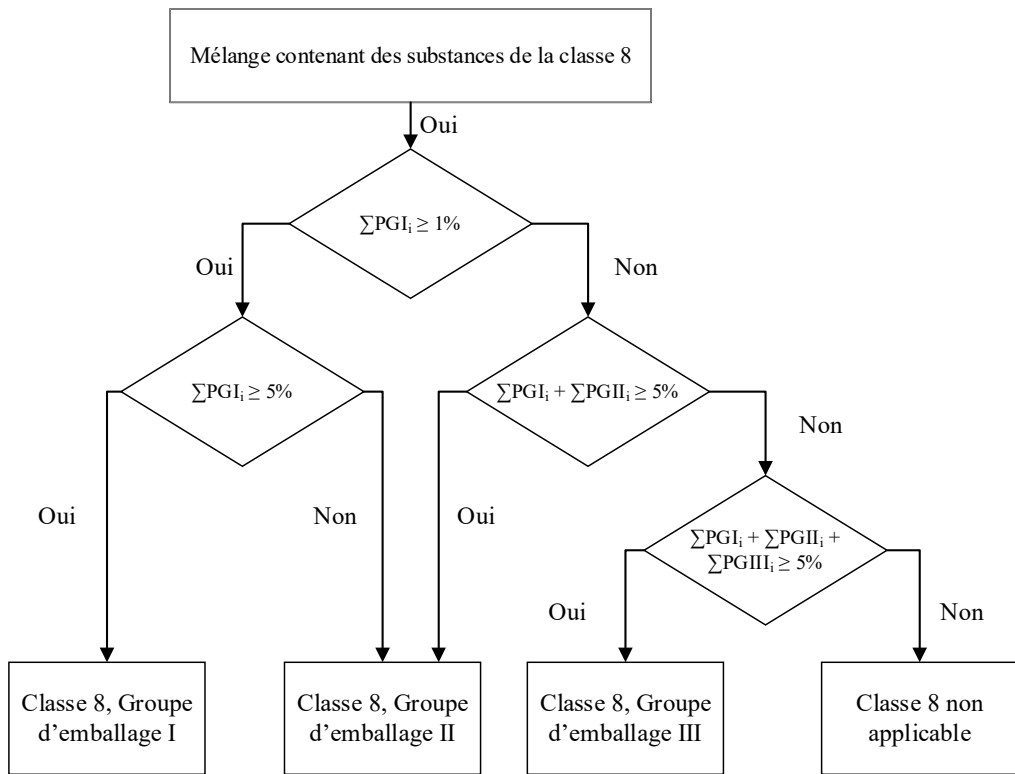 Mélange contenant des substances de la classe 8
Oui
∑PGIᵢ ≥ 1%
Oui
Non
∑PGIᵢ ≥ 5%
∑PGIᵢ + ∑PGIIᵢ ≥ 5%
Non
Oui
Non
Oui
∑PGIᵢ + ∑PGIIᵢ +
∑PGIIIᵢ ≥ 5%
Oui
Non
Classe 8, Groupe
d’emballage I
Classe 8, Groupe
d’emballage II
Classe 8, Groupe
d’emballage III
Classe 8 non
applicable